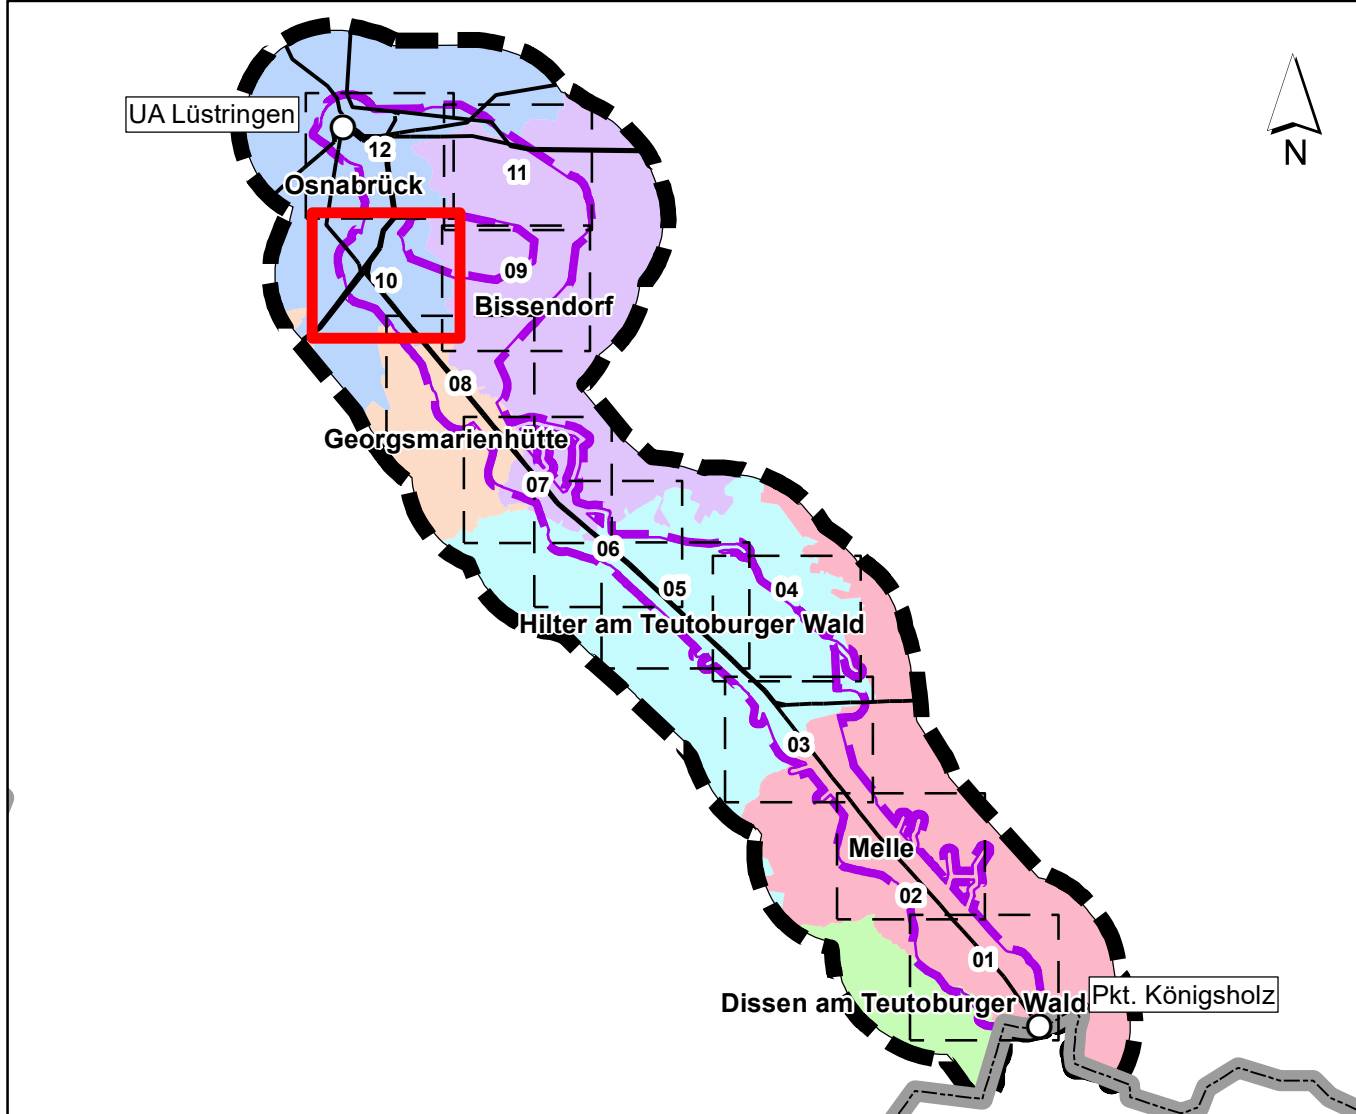 UA Lüstringen
12
11
Osnabrück
N
09
10
Bissendorf
08
Georgsmarienhütte
07
06
05
04
Hilter am Teutoburger Wald
03
Melle
02
01
Dissen am Teutoburger Wald
Pkt. Königsholz